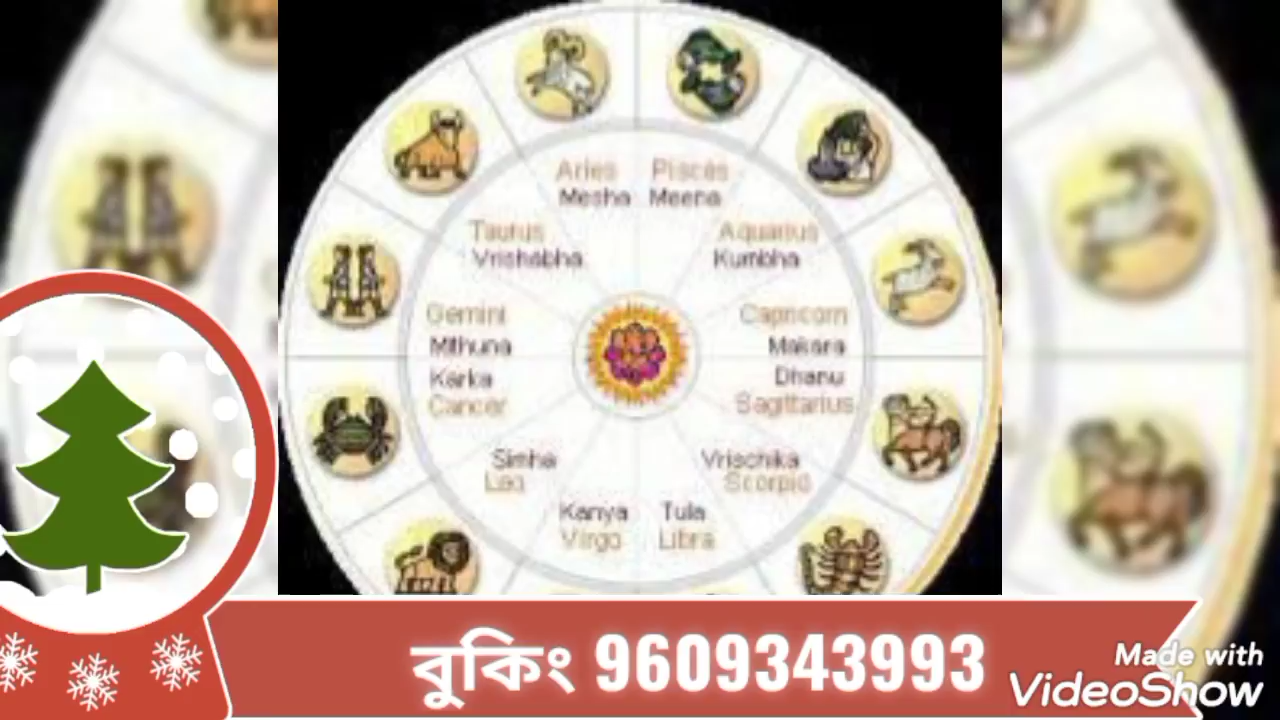 Aries Pisces
Mesha Meena
Taurus Aquarius
Vrishabha Kumbha
Gemini Capricorn
Mithuna Makara
Karka Dhanu
Cancer Sagittarius
Simha Vrischika
Leo Scorpio
Kanya Tula
Virgo Libra
বুকিং 9609343993
Made with
VideoShow